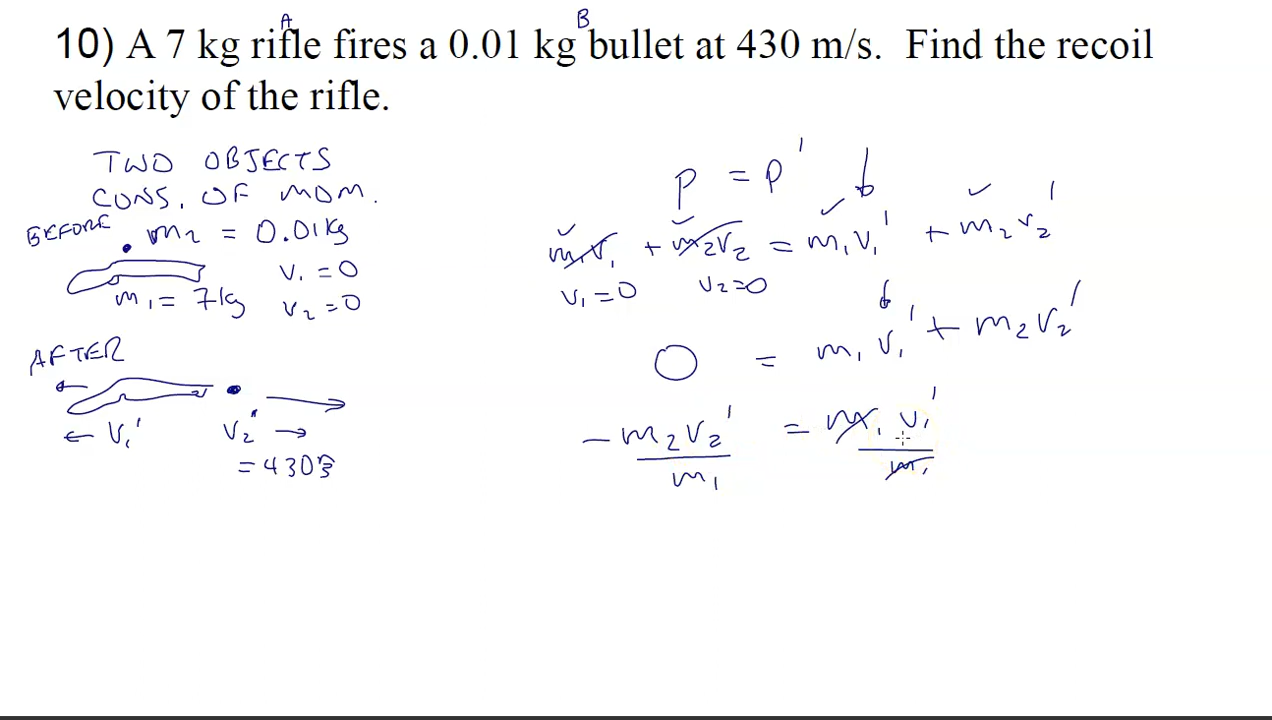 A B
10) A 7 kg rifle fires a 0.01 kg bullet at 430 m/s. Find the recoil
velocity of the rifle.
TWO OBJECTS
CONS. OF MOM.
BEFORE m₂ = 0.01kg
v₁ = 0
m₁ = 7kg v₂ = 0
AFTER
← v₁' v₂' →
= 430 m/s
p = p'
m₁v₁ + m₂v₂ = m₁v₁' + m₂v₂'
v₁=0 v₂=0
0 = m₁v₁' + m₂v₂'
-m₂v₂' = m₁v₁'
m₁ m₁